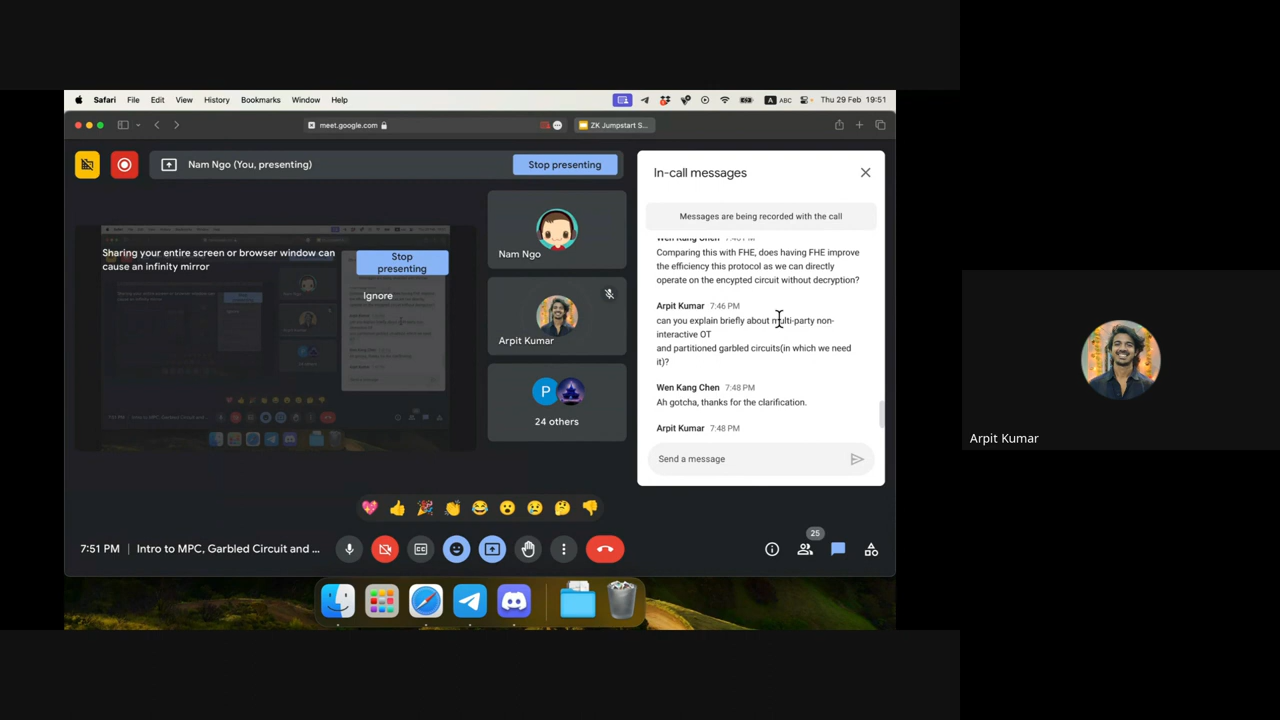 Safari File Edit View History Bookmarks Window Help
ABC Thu 29 Feb 19:51
meet.google.com
ZK Jumpstart S...
Nam Ngo (You, presenting)
Stop presenting
Sharing your entire screen or browser window can
cause an infinity mirror
Stop
presenting
Ignore
Nam Ngo
Arpit Kumar
P
24 others
In-call messages
Messages are being recorded with the call
Wen Kang Chen
Comparing this with FHE, does having FHE improve
the efficiency this protocol as we can directly
operate on the encypted circuit without decryption?
Arpit Kumar 7:46 PM
can you explain briefly about multi-party non-
interactive OT
and partitioned garbled circuits(in which we need
it)?
Wen Kang Chen 7:48 PM
Ah gotcha, thanks for the clarification.
Arpit Kumar 7:48 PM
Send a message
7:51 PM | Intro to MPC, Garbled Circuit and ...
25
Arpit Kumar